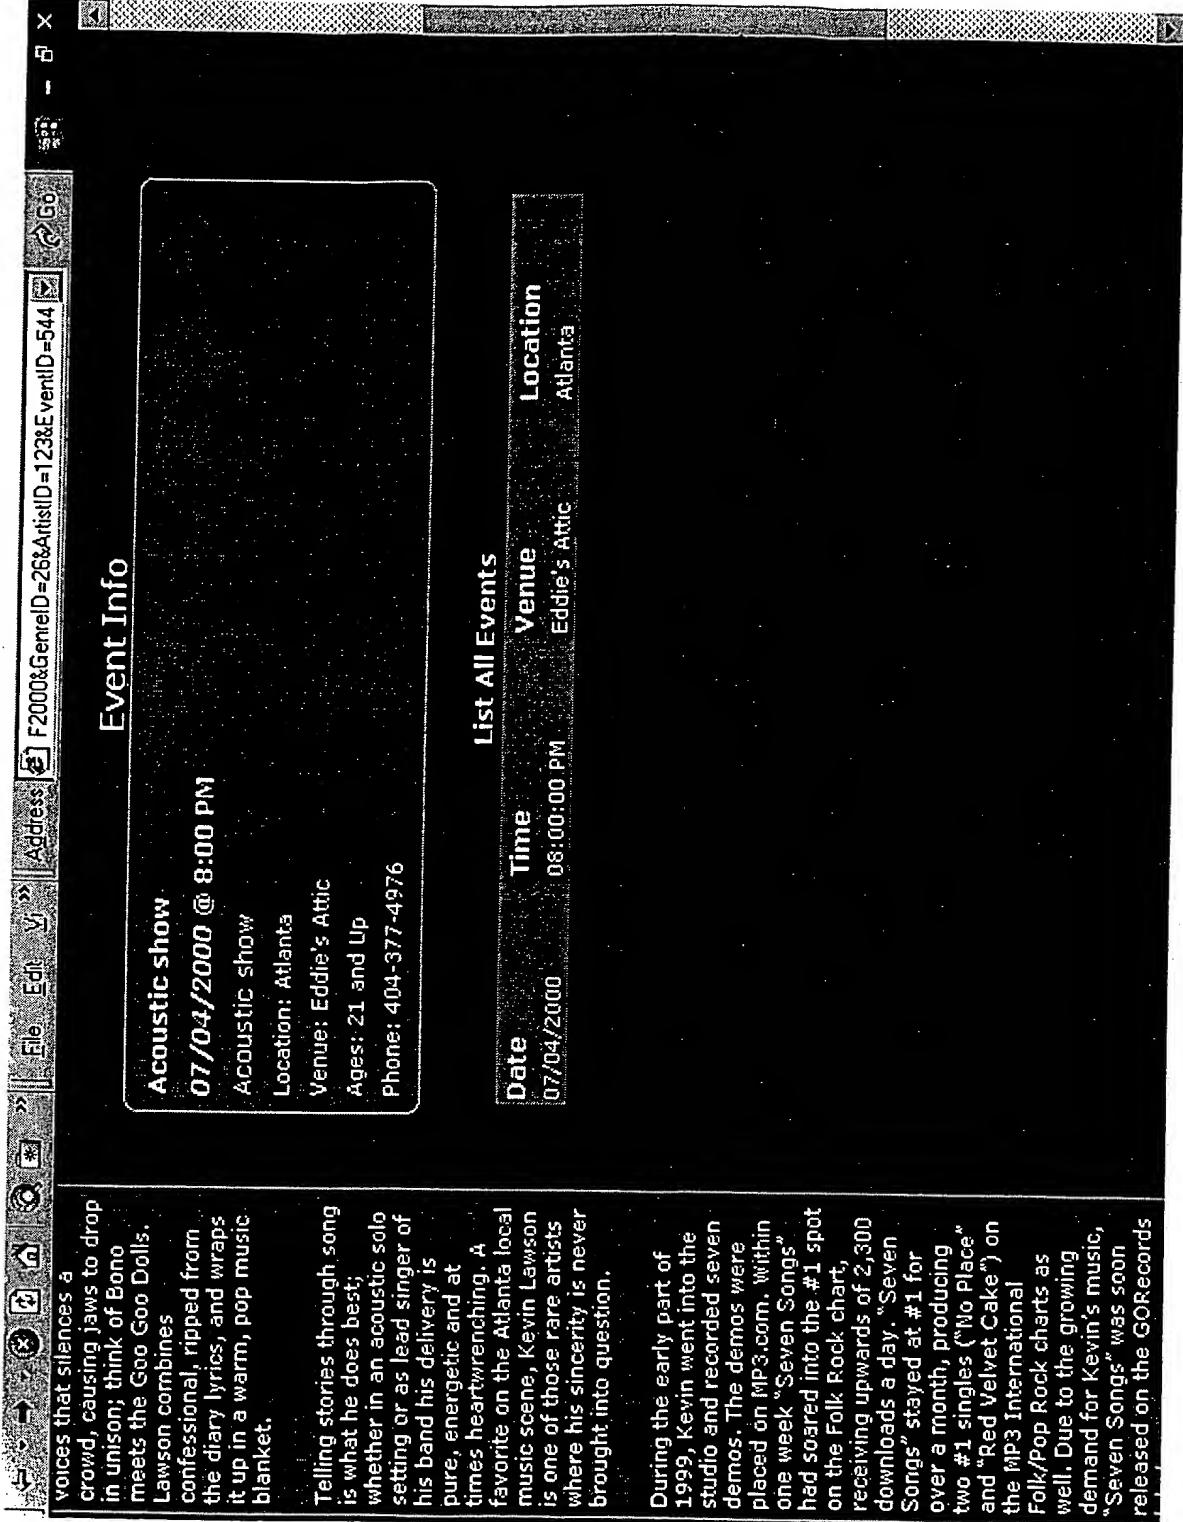 File Edit Vi » Address F2000&GenreID=26&ArtistID=123&EventID=544 Go
voices that silences a
crowd, causing jaws to drop
in unison; think of Bono
meets the Goo Goo Dolls.
Lawson combines
confessional, ripped from
the diary lyrics, and wraps
it up in a warm, pop music
blanket.
Telling stories through song
is what he does best;
whether in an acoustic solo
setting or as lead singer of
his band his delivery is
pure, energetic and at
times heartwrenching. A
favorite on the Atlanta local
music scene, Kevin Lawson
is one of those rare artists
where his sincerity is never
brought into question.
During the early part of
1999, Kevin went into the
studio and recorded seven
demos. The demos were
placed on MP3.com. Within
one week "Seven Songs"
had soared into the #1 spot
on the Folk Rock chart,
receiving upwards of 2,300
downloads a day. "Seven
Songs" stayed at #1 for
over a month, producing
two #1 singles ("No Place"
and "Red Velvet Cake") on
the MP3 International
Folk/Pop Rock charts as
well. Due to the growing
demand for Kevin's music,
"Seven Songs" was soon
released on the GORecords
Event Info
Acoustic show
07/04/2000 @ 8:00 PM
Acoustic show
Location: Atlanta
Venue: Eddie's Attic
Ages: 21 and Up
Phone: 404-377-4976
List All Events
Date Time Venue Location
07/04/2000 08:00:00 PM Eddie's Attic Atlanta